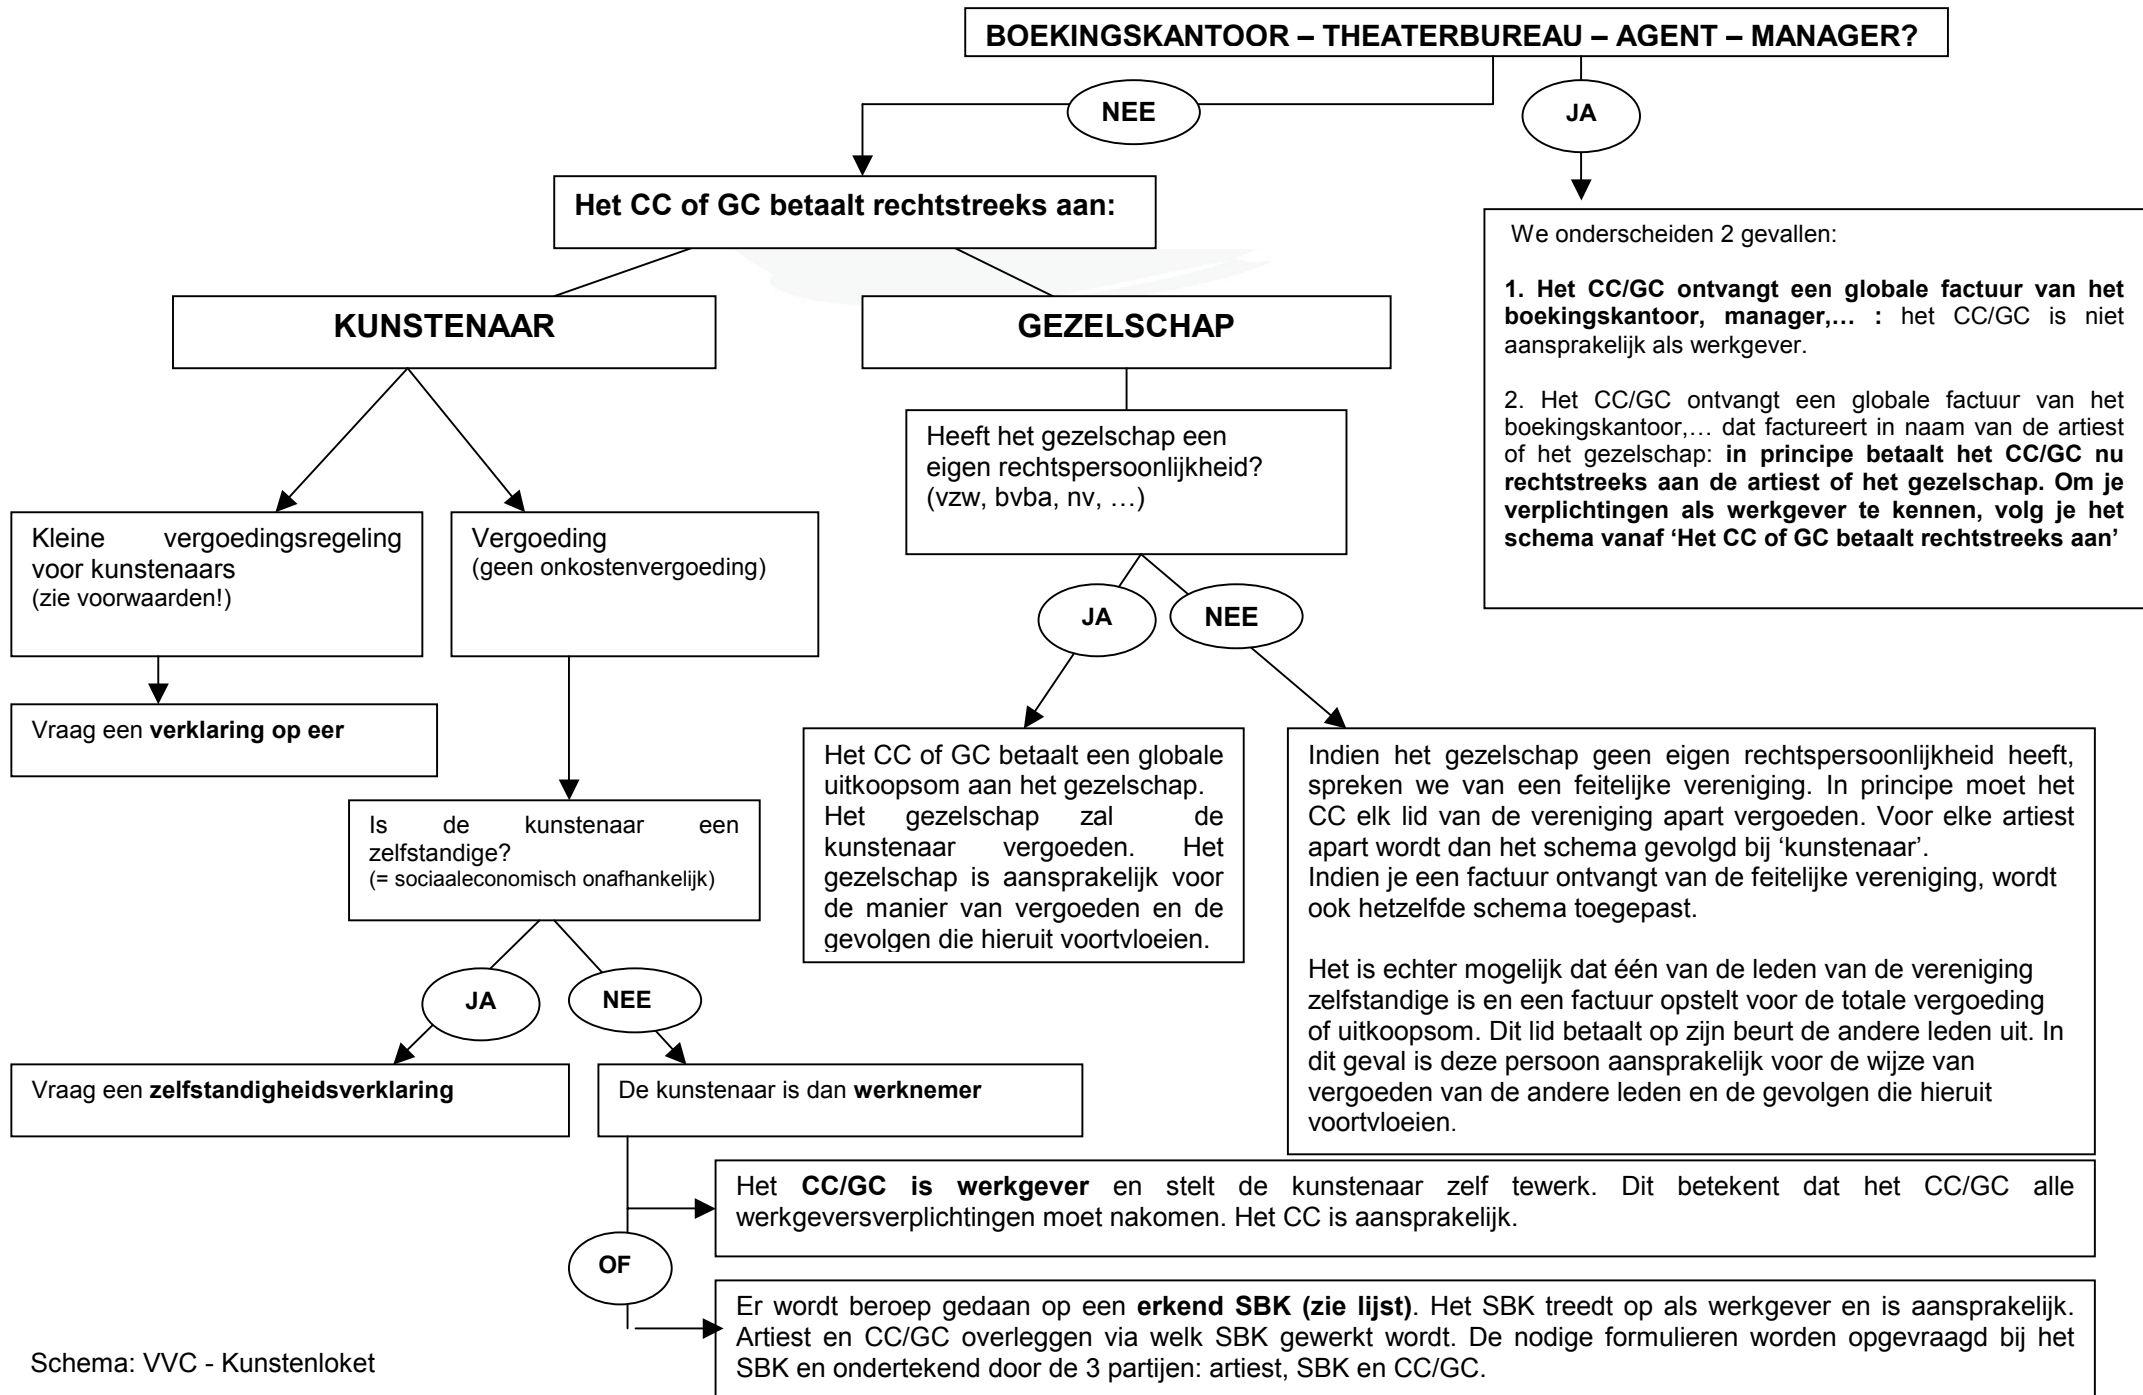 BOEKINGSKANTOOR – THEATERBUREAU – AGENT – MANAGER?
NEE
JA
Het CC of GC betaalt rechtstreeks aan:
We onderscheiden 2 gevallen:
1. Het CC/GC ontvangt een globale factuur van het
boekingskantoor, manager,… : het CC/GC is niet
aansprakelijk als werkgever.
2. Het CC/GC ontvangt een globale factuur van het
boekingskantoor,… dat factureert in naam van de artiest
of het gezelschap: in principe betaalt het CC/GC nu
rechtstreeks aan de artiest of het gezelschap. Om je
verplichtingen als werkgever te kennen, volg je het
schema vanaf ‘Het CC of GC betaalt rechtstreeks aan’
KUNSTENAAR
GEZELSCHAP
Heeft het gezelschap een
eigen rechtspersoonlijkheid?
(vzw, bvba, nv, …)
Kleine vergoedingsregeling
voor kunstenaars
(zie voorwaarden!)
Vergoeding
(geen onkostenvergoeding)
JA
NEE
Vraag een verklaring op eer
Het CC of GC betaalt een globale
uitkoopsom aan het gezelschap.
Het gezelschap zal de
kunstenaar vergoeden. Het
gezelschap is aansprakelijk voor
de manier van vergoeden en de
gevolgen die hieruit voortvloeien.
Indien het gezelschap geen eigen rechtspersoonlijkheid heeft,
spreken we van een feitelijke vereniging. In principe moet het
CC elk lid van de vereniging apart vergoeden. Voor elke artiest
apart wordt dan het schema gevolgd bij ‘kunstenaar’.
Indien je een factuur ontvangt van de feitelijke vereniging, wordt
ook hetzelfde schema toegepast.
Het is echter mogelijk dat één van de leden van de vereniging
zelfstandige is en een factuur opstelt voor de totale vergoeding
of uitkoopsom. Dit lid betaalt op zijn beurt de andere leden uit. In
dit geval is deze persoon aansprakelijk voor de wijze van
vergoeden van de andere leden en de gevolgen die hieruit
voortvloeien.
Is de kunstenaar een
zelfstandige?
(= sociaaleconomisch onafhankelijk)
JA
NEE
Vraag een zelfstandigheidsverklaring
De kunstenaar is dan werknemer
Het CC/GC is werkgever en stelt de kunstenaar zelf tewerk. Dit betekent dat het CC/GC alle
werkgeversverplichtingen moet nakomen. Het CC is aansprakelijk.
OF
Er wordt beroep gedaan op een erkend SBK (zie lijst). Het SBK treedt op als werkgever en is aansprakelijk.
Artiest en CC/GC overleggen via welk SBK gewerkt wordt. De nodige formulieren worden opgevraagd bij het
SBK en ondertekend door de 3 partijen: artiest, SBK en CC/GC.
Schema: VVC - Kunstenloket